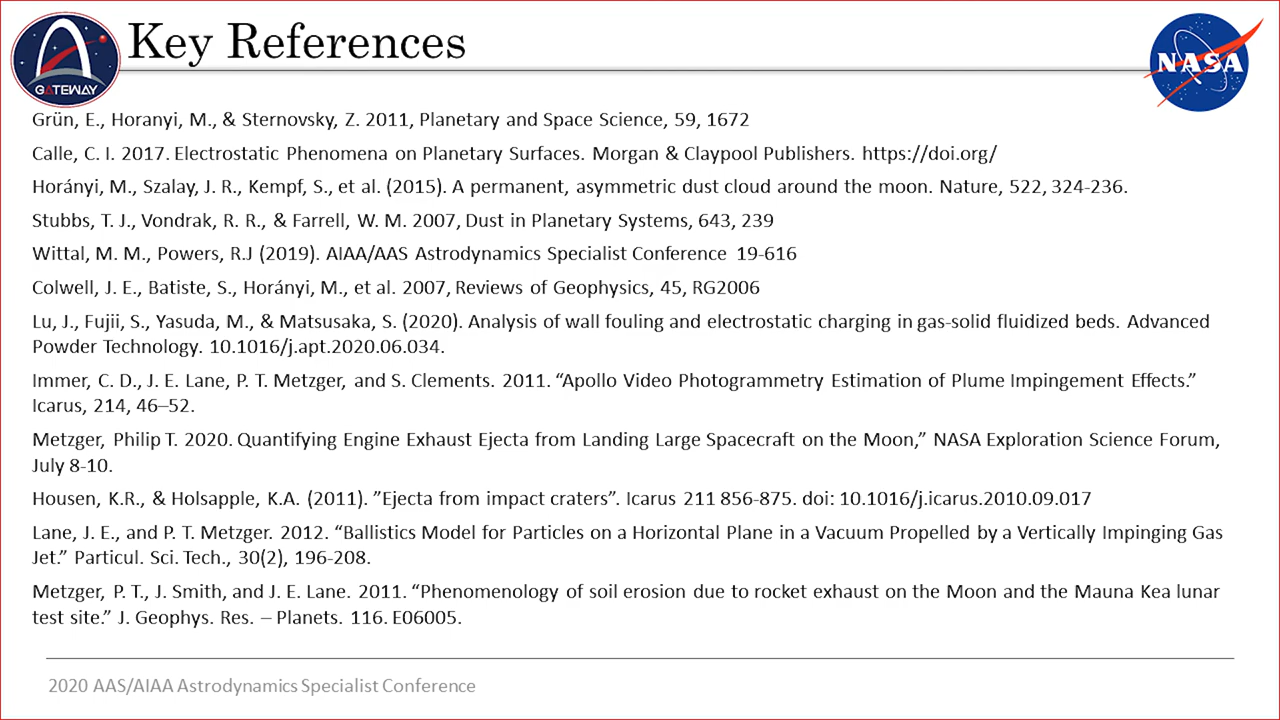 GATEWAY
Key References
NASA
Grün, E., Horanyi, M., & Sternovsky, Z. 2011, Planetary and Space Science, 59, 1672
Calle, C. I. 2017. Electrostatic Phenomena on Planetary Surfaces. Morgan & Claypool Publishers. https://doi.org/
Horányi, M., Szalay, J. R., Kempf, S., et al. (2015). A permanent, asymmetric dust cloud around the moon. Nature, 522, 324-236.
Stubbs, T. J., Vondrak, R. R., & Farrell, W. M. 2007, Dust in Planetary Systems, 643, 239
Wittal, M. M., Powers, R.J (2019). AIAA/AAS Astrodynamics Specialist Conference 19-616
Colwell, J. E., Batiste, S., Horányi, M., et al. 2007, Reviews of Geophysics, 45, RG2006
Lu, J., Fujii, S., Yasuda, M., & Matsusaka, S. (2020). Analysis of wall fouling and electrostatic charging in gas-solid fluidized beds. Advanced
Powder Technology. 10.1016/j.apt.2020.06.034.
Immer, C. D., J. E. Lane, P. T. Metzger, and S. Clements. 2011. “Apollo Video Photogrammetry Estimation of Plume Impingement Effects.”
Icarus, 214, 46–52.
Metzger, Philip T. 2020. Quantifying Engine Exhaust Ejecta from Landing Large Spacecraft on the Moon,” NASA Exploration Science Forum,
July 8-10.
Housen, K.R., & Holsapple, K.A. (2011). ”Ejecta from impact craters”. Icarus 211 856-875. doi: 10.1016/j.icarus.2010.09.017
Lane, J. E., and P. T. Metzger. 2012. “Ballistics Model for Particles on a Horizontal Plane in a Vacuum Propelled by a Vertically Impinging Gas
Jet.” Particul. Sci. Tech., 30(2), 196-208.
Metzger, P. T., J. Smith, and J. E. Lane. 2011. “Phenomenology of soil erosion due to rocket exhaust on the Moon and the Mauna Kea lunar
test site.” J. Geophys. Res. – Planets. 116. E06005.
2020 AAS/AIAA Astrodynamics Specialist Conference